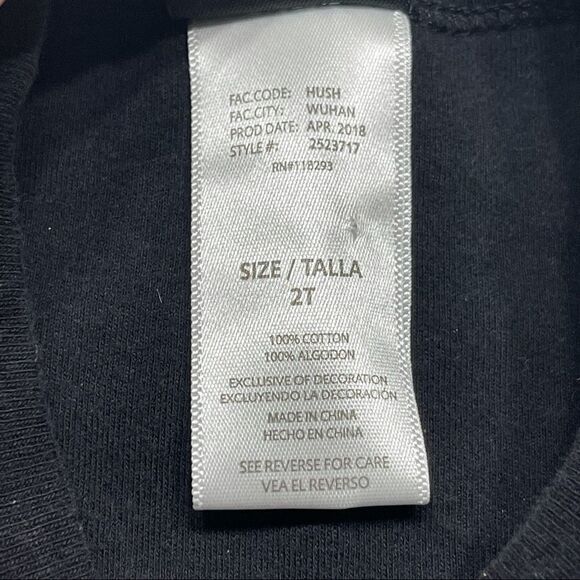 FAC.CODE: HUSH
FAC.CITY: WUHAN
PROD DATE: APR. 2018
STYLE #: 2523717
RN#118293
SIZE / TALLA
2T
100% COTTON
100% ALGODON
EXCLUSIVE OF DECORATION
EXCLUYENDO LA DECORACIÓN
MADE IN CHINA
HECHO EN CHINA
SEE REVERSE FOR CARE
VEA EL REVERSO